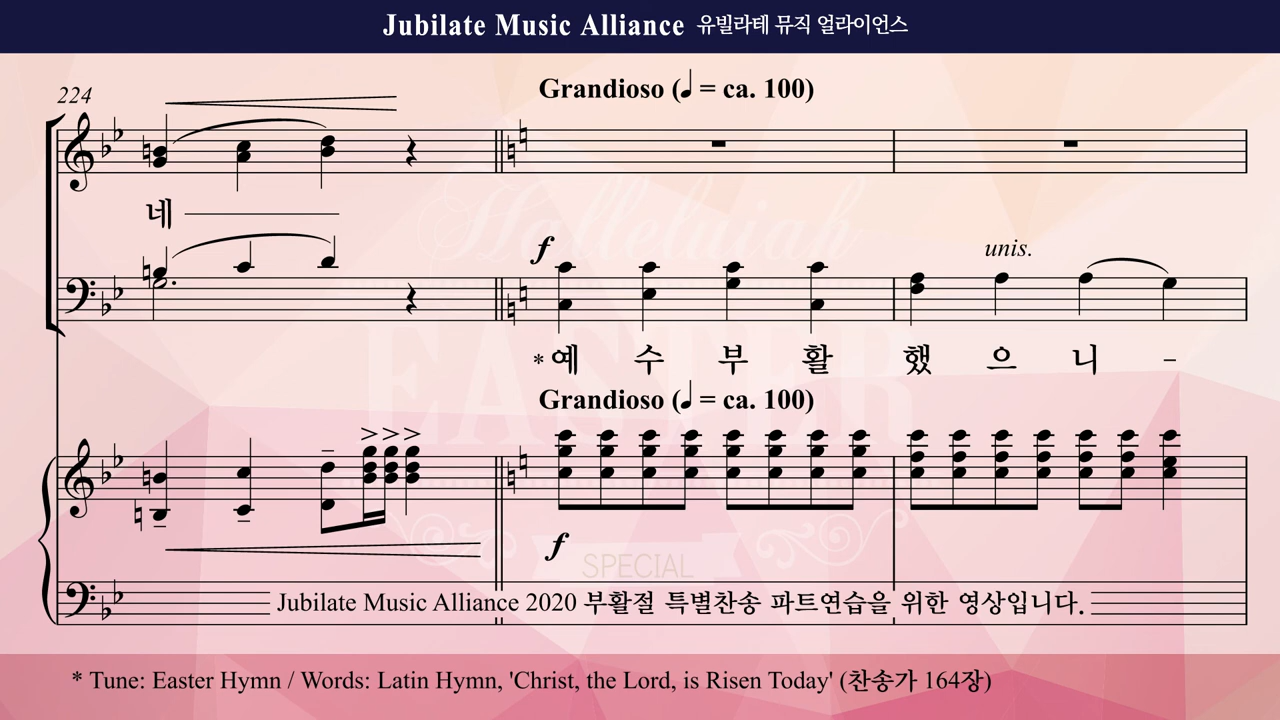 Jubilate Music Alliance 유빌라테 뮤직 얼라이언스
Grandioso (♩ = ca. 100)
224
네
Hallelujah
f
unis.
*예 수 부 활 했 으 니 -
EASTER
Grandioso (♩ = ca. 100)
f
SPECIAL
Jubilate Music Alliance 2020 부활절 특별찬송 파트연습을 위한 영상입니다.
* Tune: Easter Hymn / Words: Latin Hymn, 'Christ, the Lord, is Risen Today' (찬송가 164장)